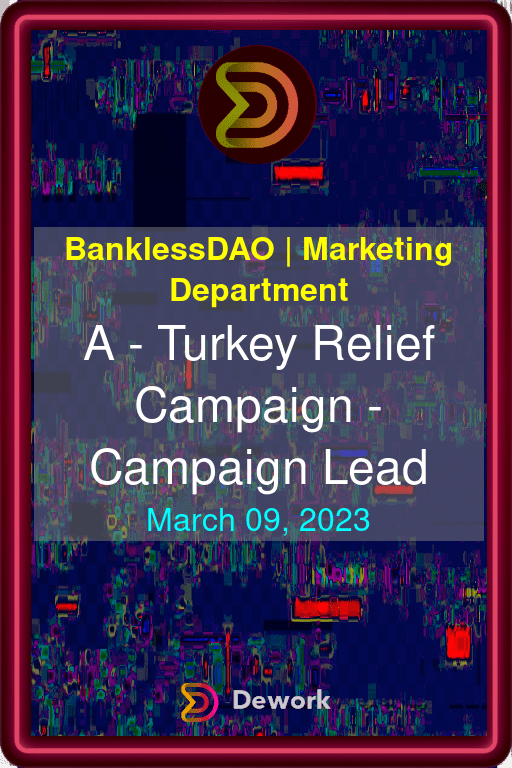 BanklessDAO | Marketing
Department
A - Turkey Relief
Campaign -
Campaign Lead
March 09, 2023
Dework